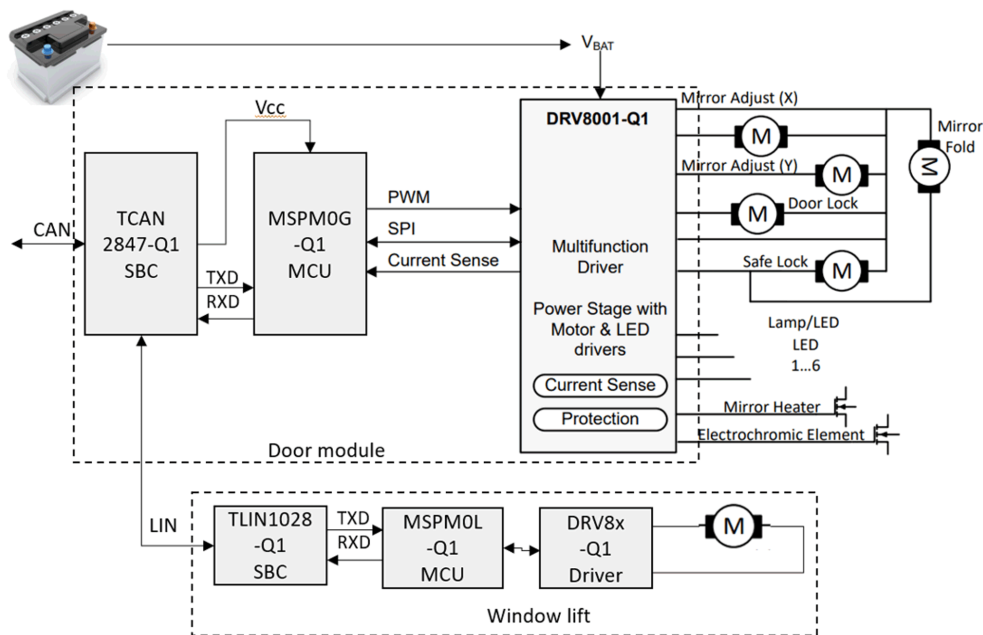 VBAT
Vcc
DRV8001-Q1
Mirror Adjust (X)
Mirror
Fold
M
M
Mirror Adjust (Y)
M
M
Door Lock
TCAN
2847-Q1
SBC
MSPM0G
-Q1
MCU
PWM
SPI
Current Sense
CAN
TXD
RXD
Multifunction
Driver
Safe Lock
M
Power Stage with
Motor & LED
drivers
Lamp/LED
LED
1...6
Current Sense
Protection
Mirror Heater
Electrochromic Element
Door module
LIN
TLIN1028
-Q1
SBC
TXD
RXD
MSPM0L
-Q1
MCU
DRV8x
-Q1
Driver
M
Window lift